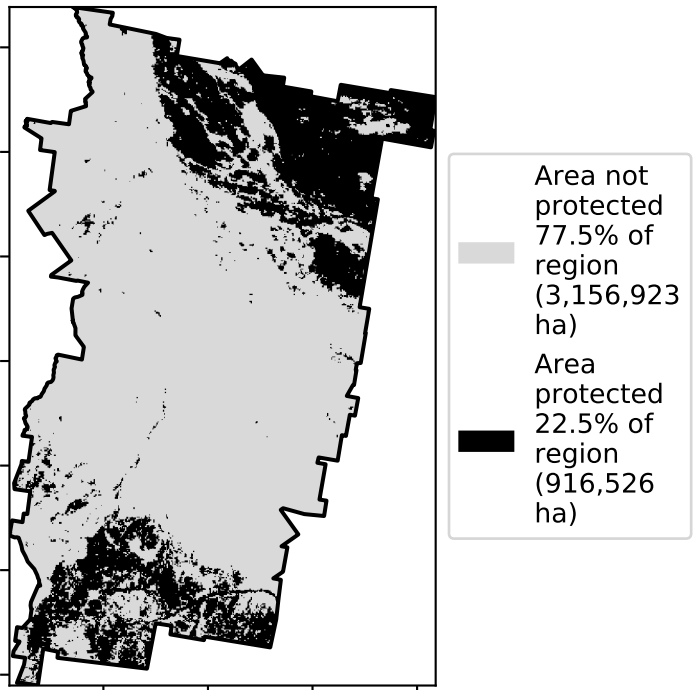 Area not
protected
77.5% of
region
(3,156,923
ha)
Area
protected
22.5% of
region
(916,526
ha)